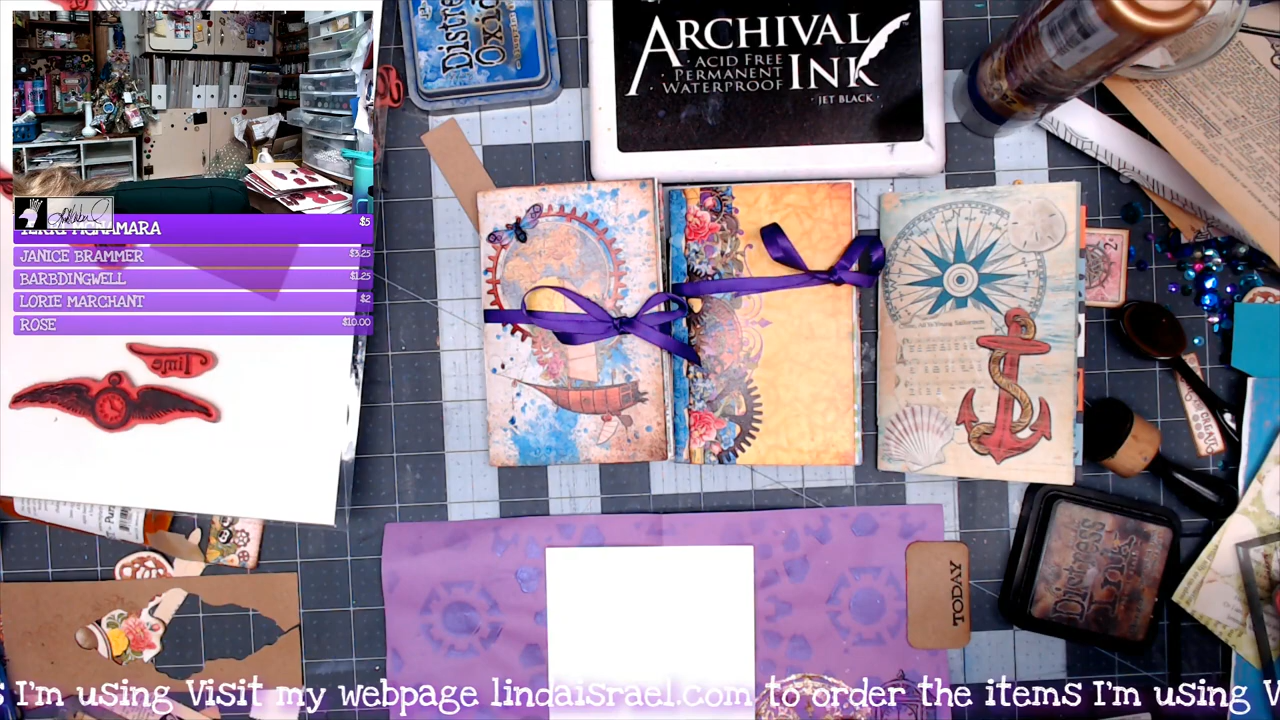 Distress
Oxide
ARCHIVAL
· ACID FREE
· PERMANENT
· WATERPROOF
INK
· JET BLACK ·
$5
JANICE BRAMMER $3.25
BARBDINGWELL $1.25
LORIE MARCHANT $2
ROSE $10.00
Time
TODAY
Distress
Ink
CREATE
s I'm using Visit my webpage lindaisrael.com to order the items I'm using V